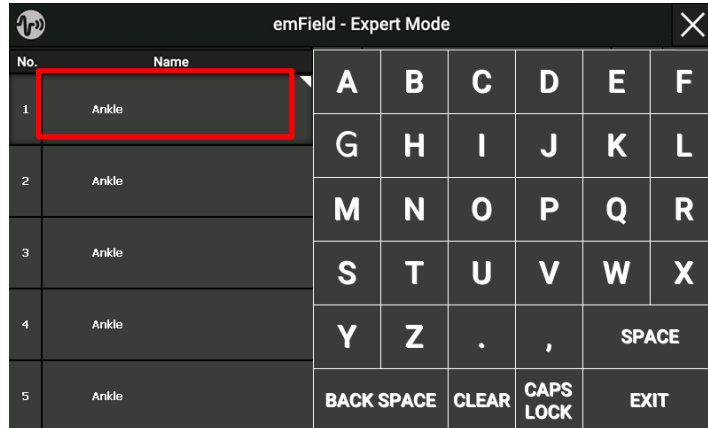 emField - Expert Mode
No. Name
1 Ankle
2 Ankle
3 Ankle
4 Ankle
5 Ankle
A B C D E F
G H I J K L
M N O P Q R
S T U V W X
Y Z . , SPACE
BACK SPACE CLEAR CAPS LOCK EXIT